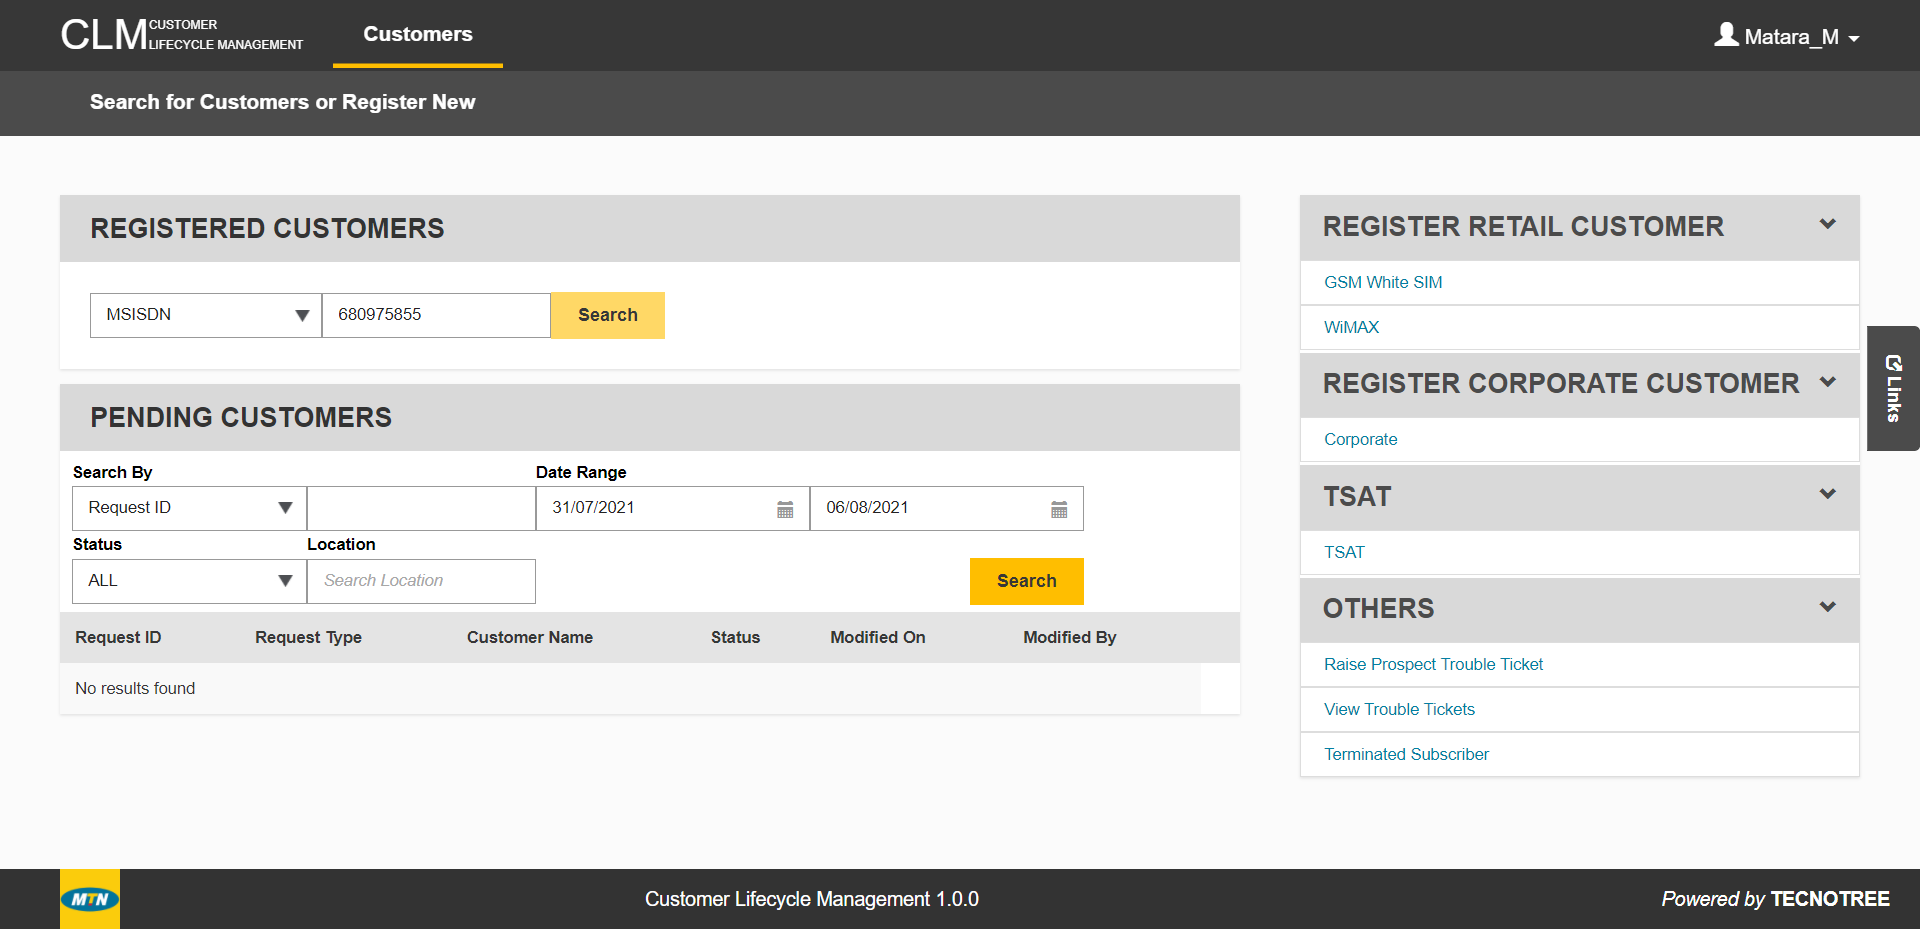 CLM CUSTOMER
LIFECYCLE MANAGEMENT
Customers
Matara_M
Search for Customers or Register New
REGISTERED CUSTOMERS
MSISDN 680975855 Search
PENDING CUSTOMERS
Search By Date Range
Request ID 31/07/2021 06/08/2021
Status Location
ALL Search Location Search
Request ID Request Type Customer Name Status Modified On Modified By
No results found
REGISTER RETAIL CUSTOMER
GSM White SIM
WiMAX
REGISTER CORPORATE CUSTOMER
Corporate
TSAT
TSAT
OTHERS
Raise Prospect Trouble Ticket
View Trouble Tickets
Terminated Subscriber
Links
MTN
Customer Lifecycle Management 1.0.0
Powered by TECNOTREE